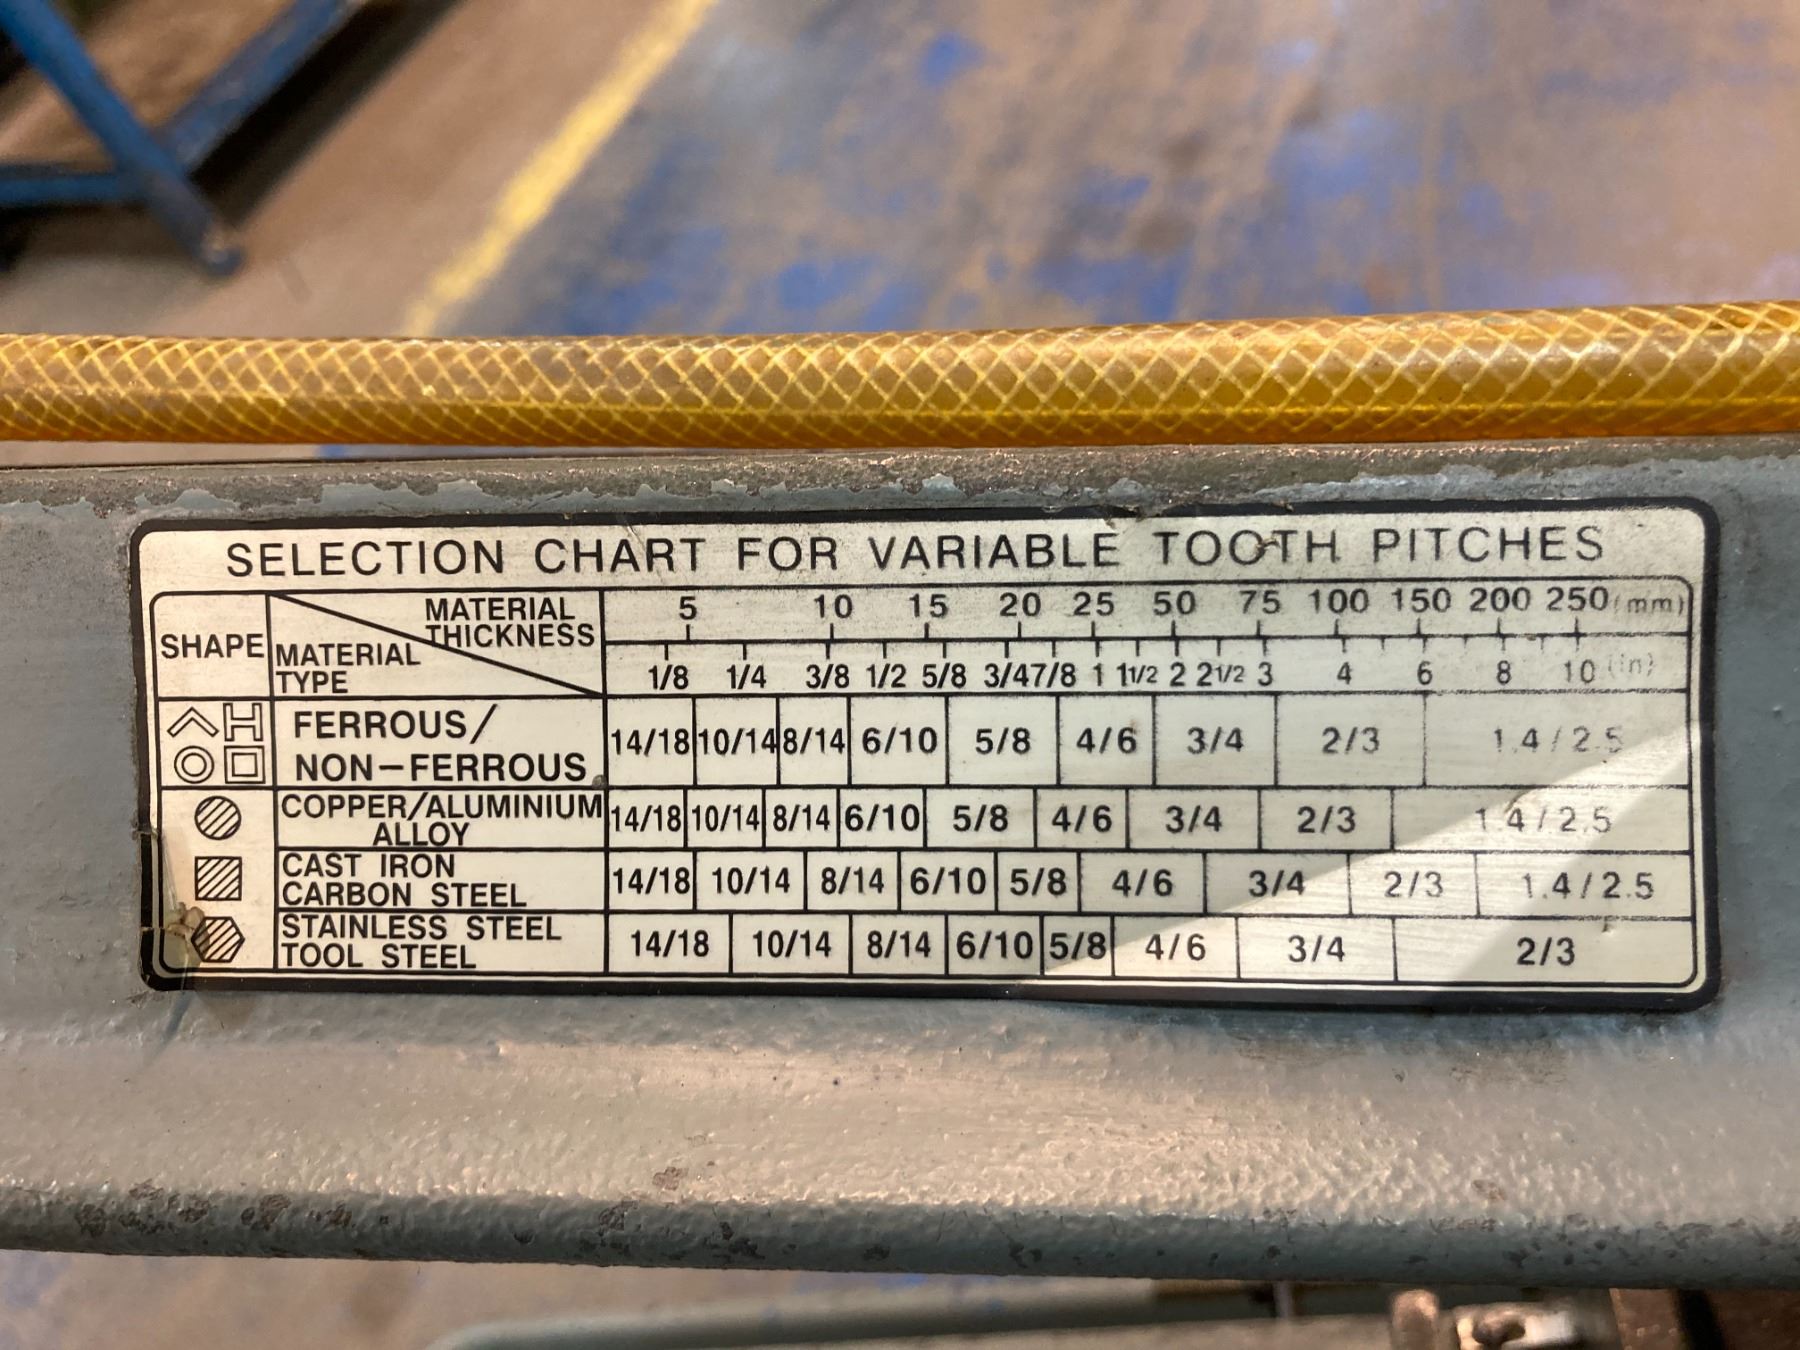 SELECTION CHART FOR VARIABLE TOOTH PITCHES
SHAPE
MATERIAL THICKNESS
MATERIAL TYPE
5 10 15 20 25 50 75 100 150 200 250 (mm)
1/8 1/4 3/8 1/2 5/8 3/4 7/8 1 1 1/2 2 2 1/2 3 4 6 8 10 (in)
FERROUS/
NON-FERROUS
14/18 10/14 8/14 6/10 5/8 4/6 3/4 2/3 1.4/2.5
COPPER/ALUMINIUM
ALLOY
14/18 10/14 8/14 6/10 5/8 4/6 3/4 2/3 1.4/2.5
CAST IRON
CARBON STEEL
14/18 10/14 8/14 6/10 5/8 4/6 3/4 2/3 1.4/2.5
STAINLESS STEEL
TOOL STEEL
14/18 10/14 8/14 6/10 5/8 4/6 3/4 2/3